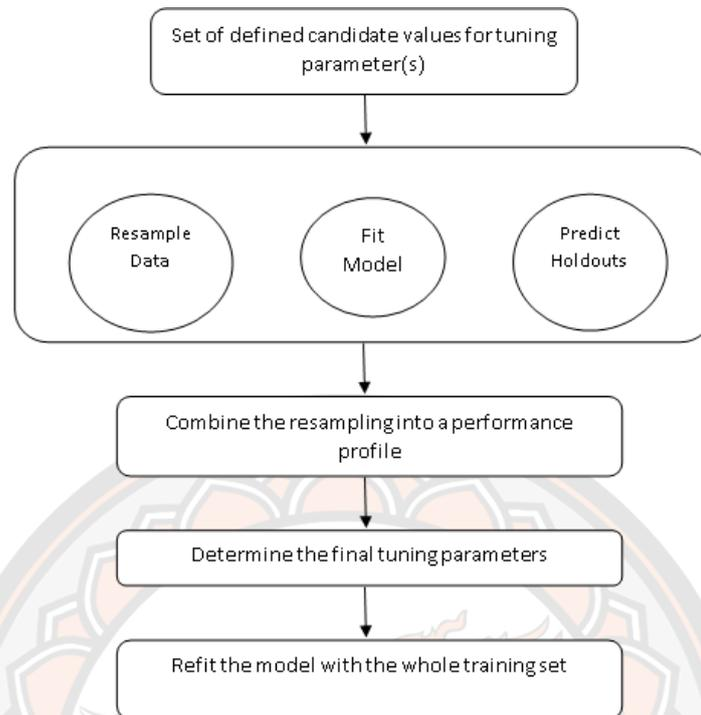 Set of defined candidate values for tuning
parameter(s)
Resample
Data
Fit
Model
Predict
Holdouts
Combine the resampling into a performance
profile
Determine the final tuning parameters
Refit the model with the whole training set